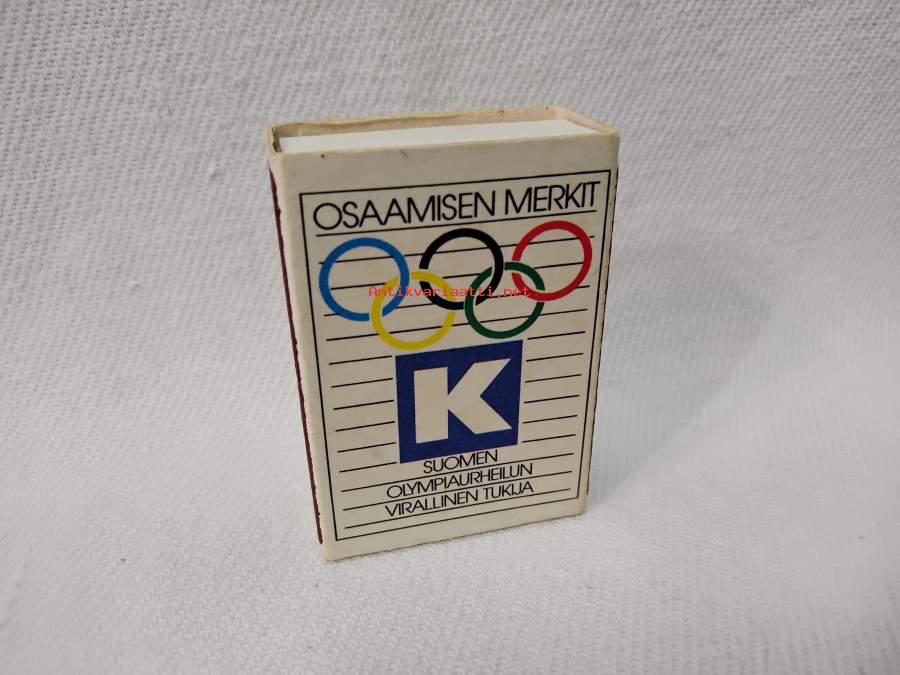 OSAAMISEN MERKIT
Antikvariaatti.net
K
SUOMEN
OLYMPIAURHEILUN
VIRALLINEN TUKIJA